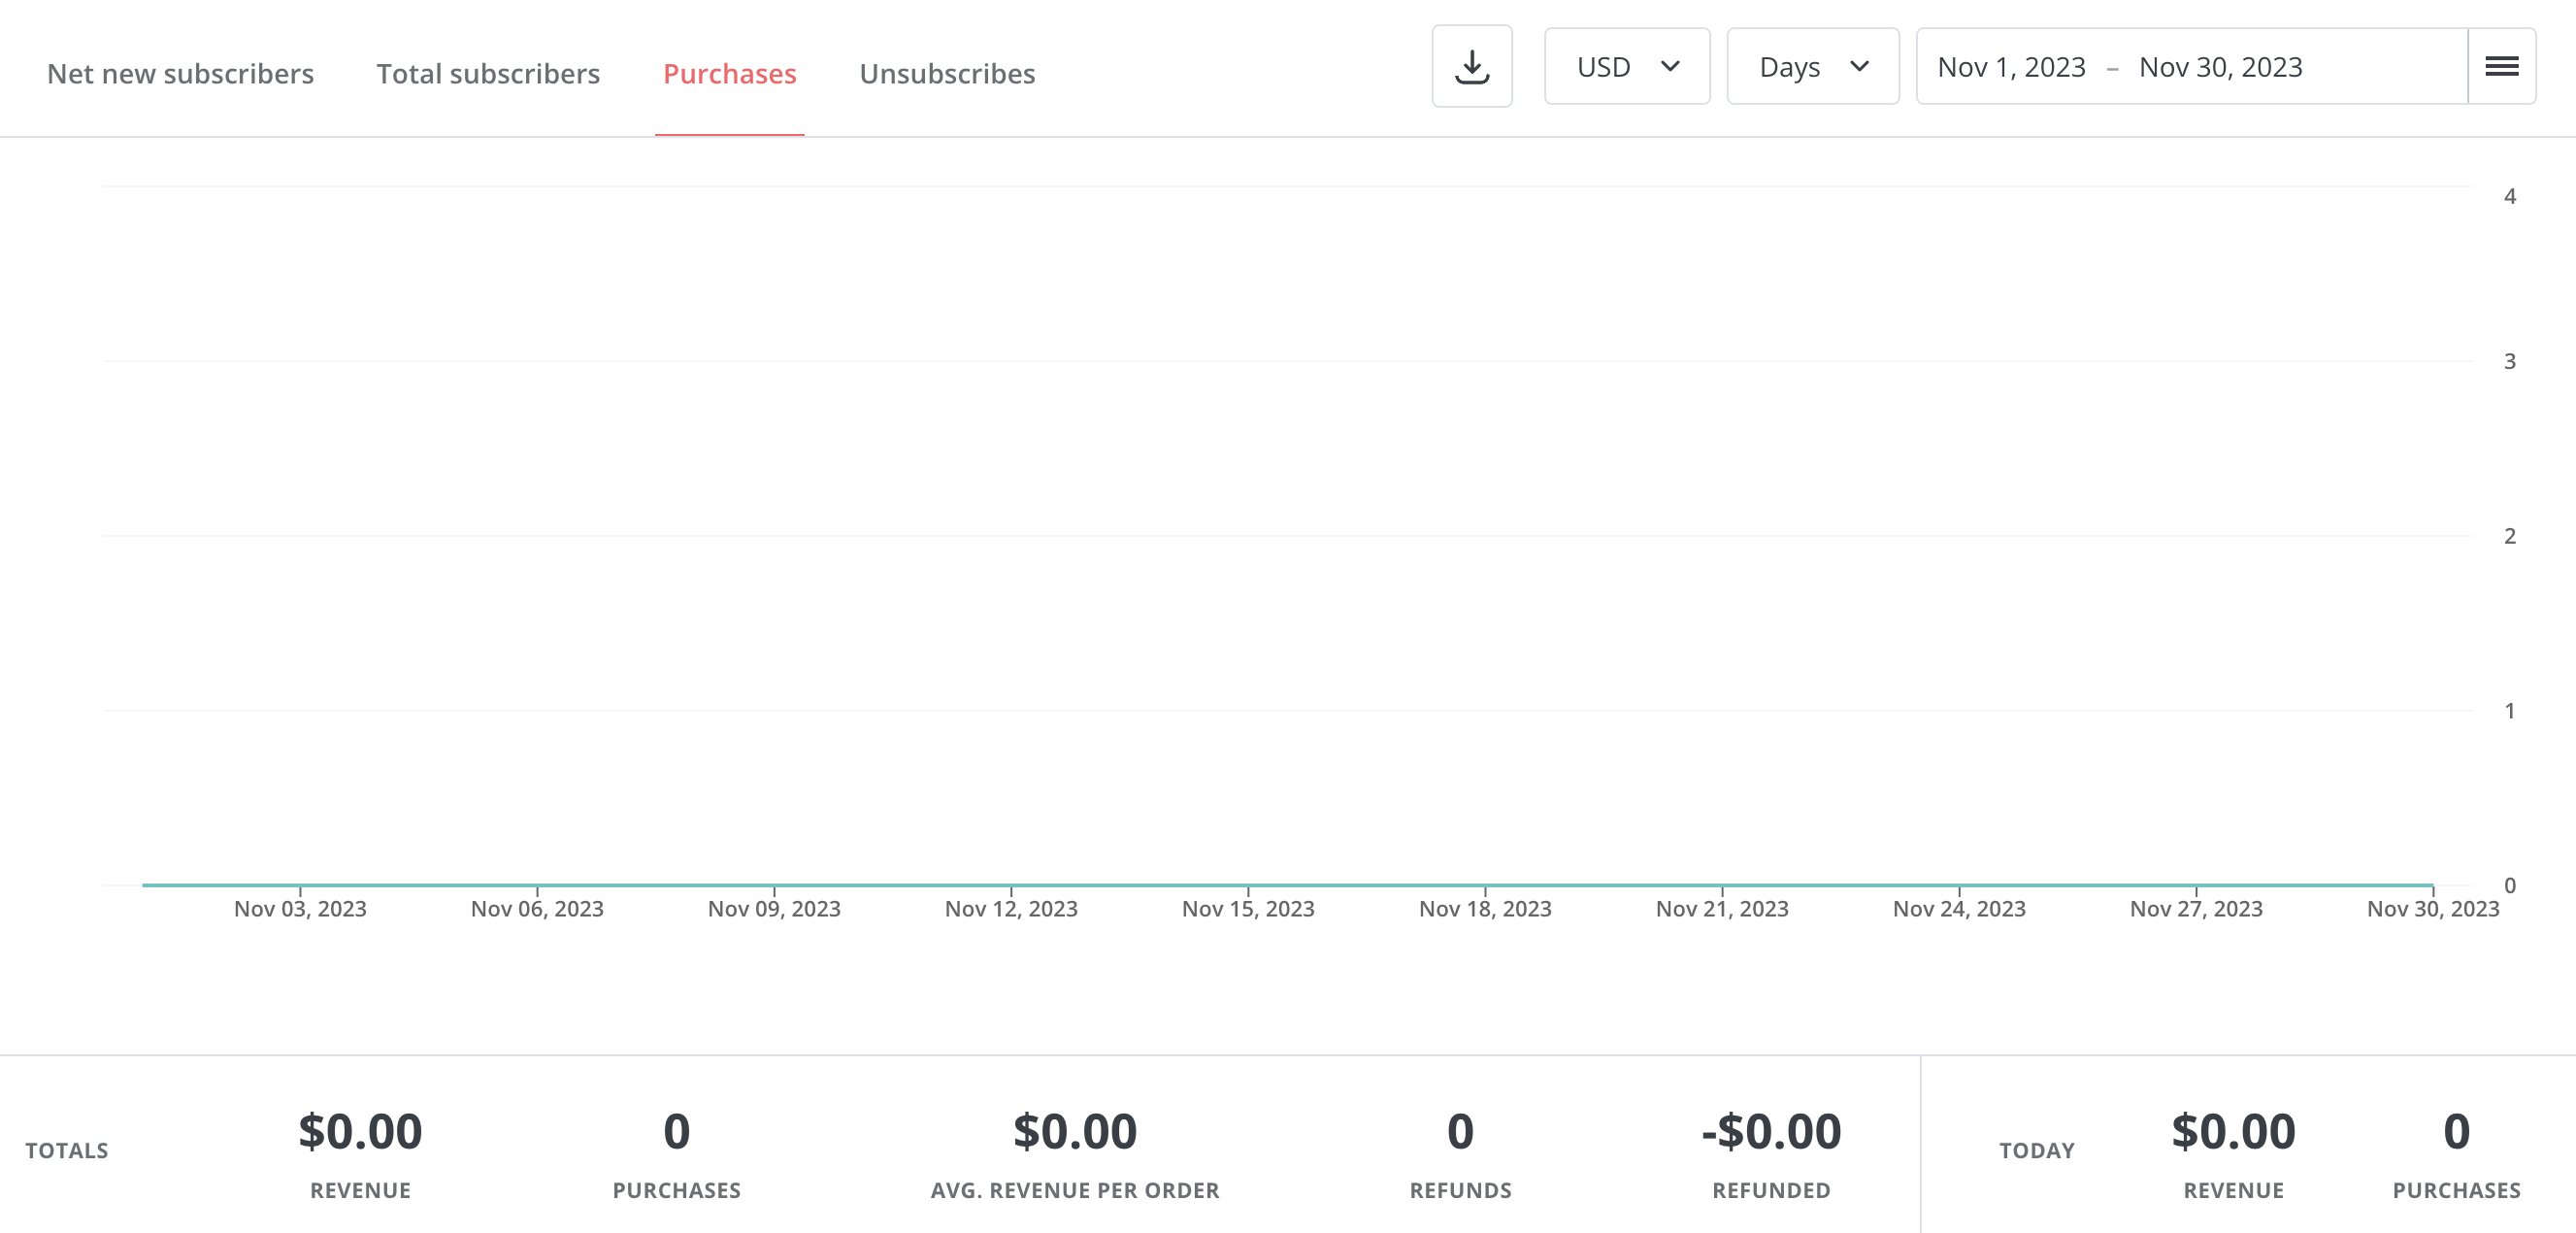 Net new subscribers Total subscribers Purchases Unsubscribes USD Days Nov 1, 2023 – Nov 30, 2023
4
3
2
1
0
Nov 03, 2023 Nov 06, 2023 Nov 09, 2023 Nov 12, 2023 Nov 15, 2023 Nov 18, 2023 Nov 21, 2023 Nov 24, 2023 Nov 27, 2023 Nov 30, 2023
TOTALS
$0.00 0 $0.00 0 -$0.00
REVENUE PURCHASES AVG. REVENUE PER ORDER REFUNDS REFUNDED
TODAY
$0.00 0
REVENUE PURCHASES